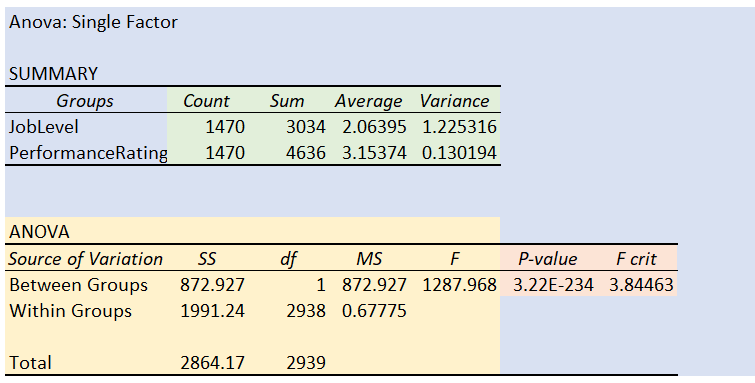 Anova: Single Factor
SUMMARY
Groups Count Sum Average Variance
JobLevel 1470 3034 2.06395 1.225316
PerformanceRating 1470 4636 3.15374 0.130194
ANOVA
Source of Variation SS df MS F P-value F crit
Between Groups 872.927 1 872.927 1287.968 3.22E-234 3.84463
Within Groups 1991.24 2938 0.67775
Total 2864.17 2939